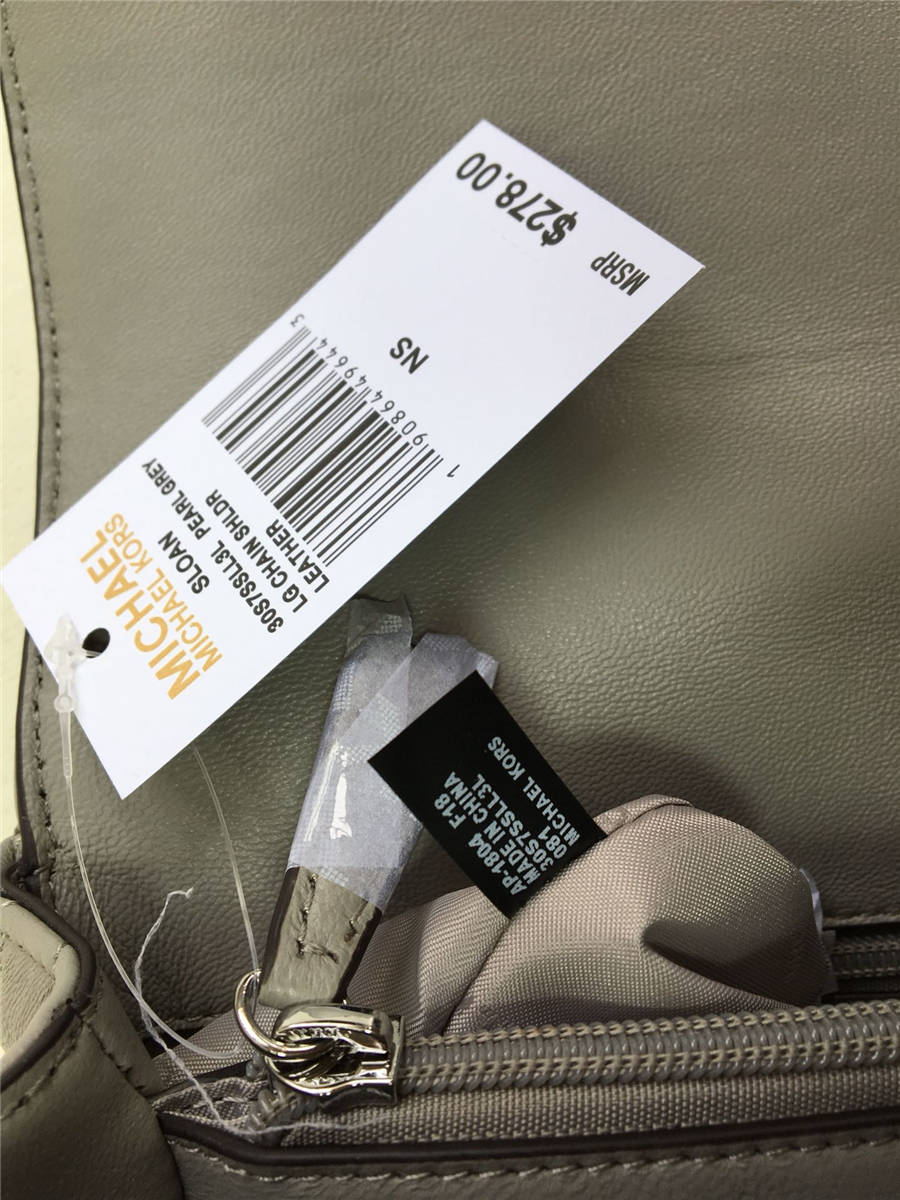 MICHAEL
MICHAEL KORS
SLOAN
30S7SSLL3L PEARL GREY
LG CHAIN SHLDR
LEATHER
1 90864 49644 3
NS
MSRP
$278.00
AP-1804 F18
MADE IN CHINA
30S7SSLL3L
081
MICHAEL KORS